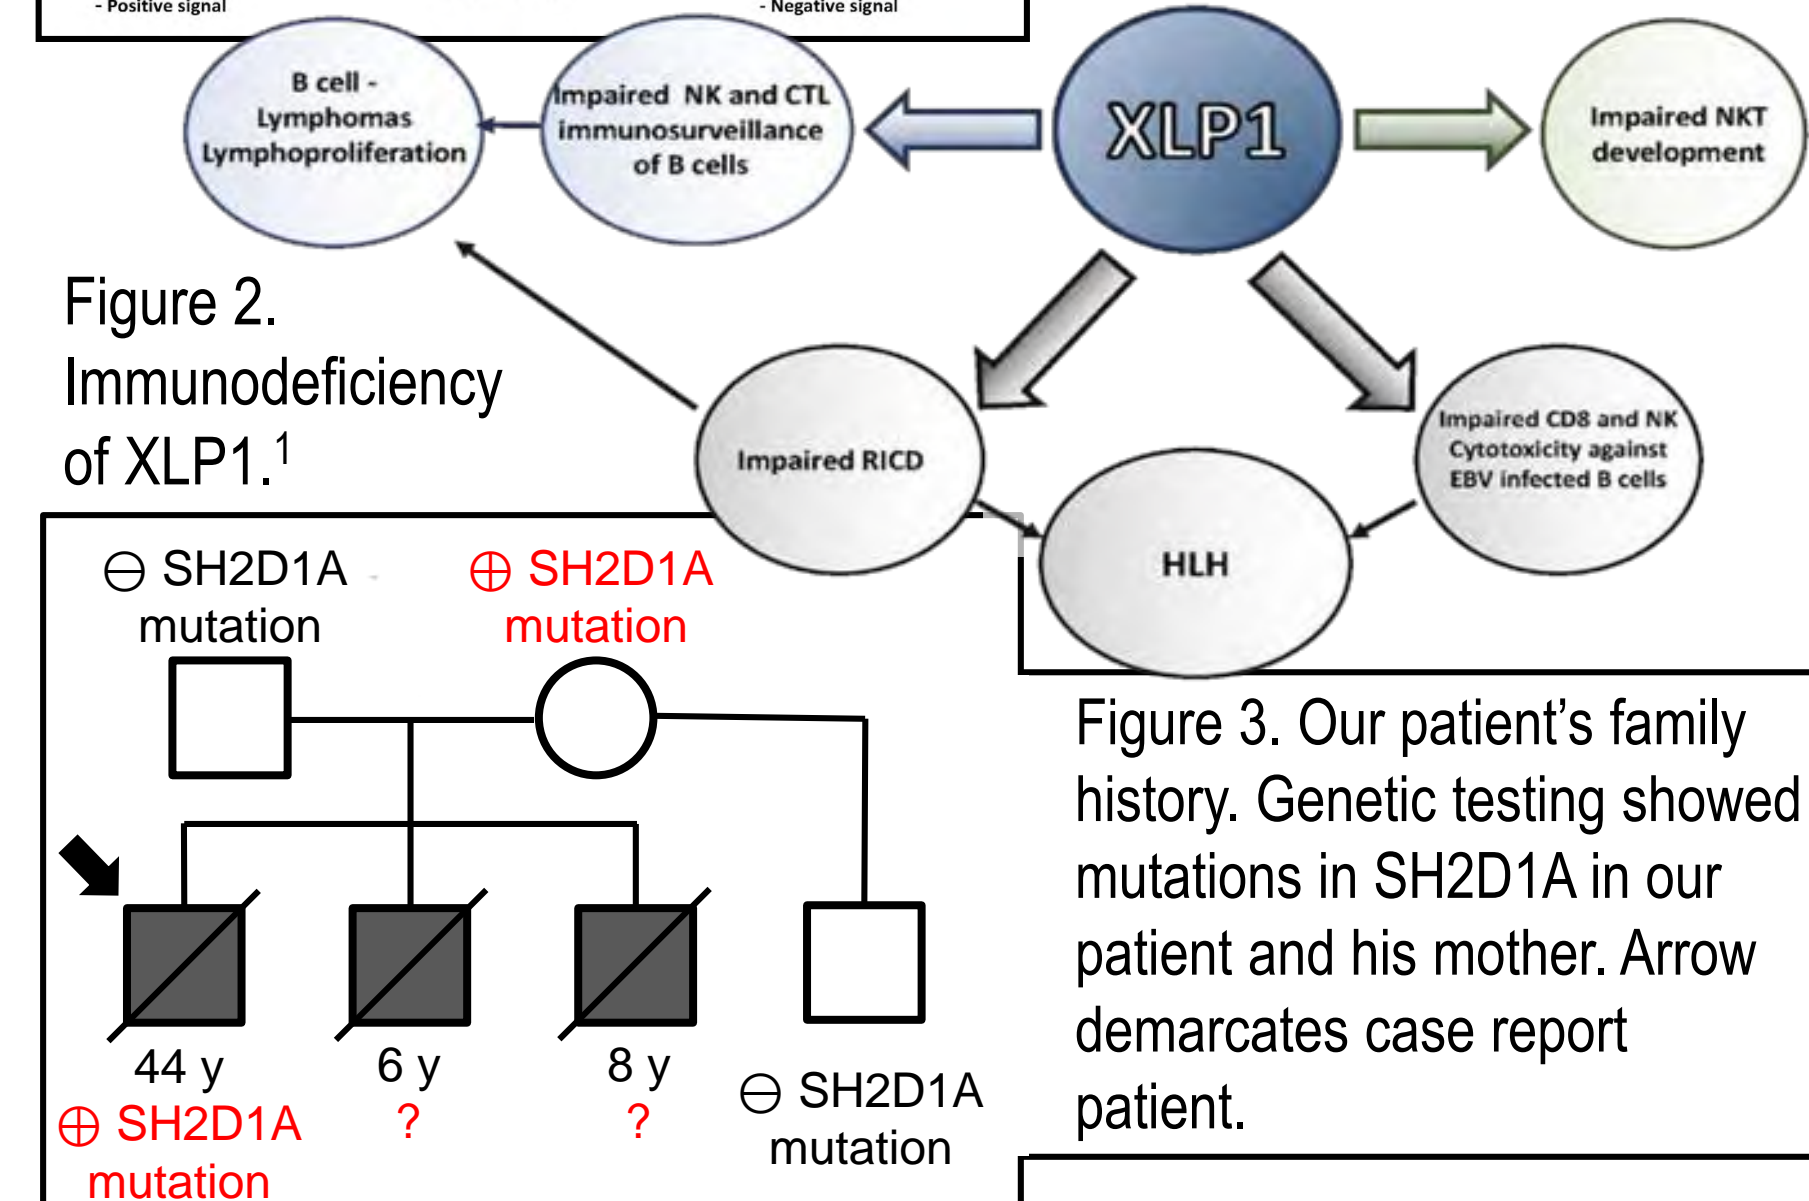 - Positive signal
- Negative signal
B cell -
Lymphomas
Lymphoproliferation
Impaired NK and CTL
immunosurveillance
of B cells
XLP1
Impaired NKT
development
Figure 2.
Immunodeficiency
of XLP1.¹
Impaired RICD
HLH
Impaired CD8 and NK
Cytotoxicity against
EBV infected B cells
⊖ SH2D1A
mutation
⊕ SH2D1A
mutation
44 y
⊕ SH2D1A
mutation
6 y
?
8 y
?
⊖ SH2D1A
mutation
Figure 3. Our patient’s family
history. Genetic testing showed
mutations in SH2D1A in our
patient and his mother. Arrow
demarcates case report
patient.